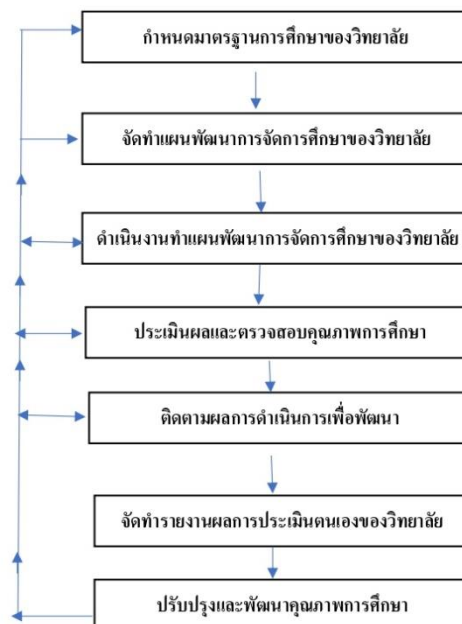 กำหนดมาตรฐานการศึกษาของวิทยาลัย
จัดทำแผนพัฒนาการจัดการศึกษาของวิทยาลัย
ดำเนินงานทำแผนพัฒนาการจัดการศึกษาของวิทยาลัย
ประเมินผลและตรวจสอบคุณภาพการศึกษา
ติดตามผลการดำเนินการเพื่อพัฒนา
จัดทำรายงานผลการประเมินตนเองของวิทยาลัย
ปรับปรุงและพัฒนาคุณภาพการศึกษา